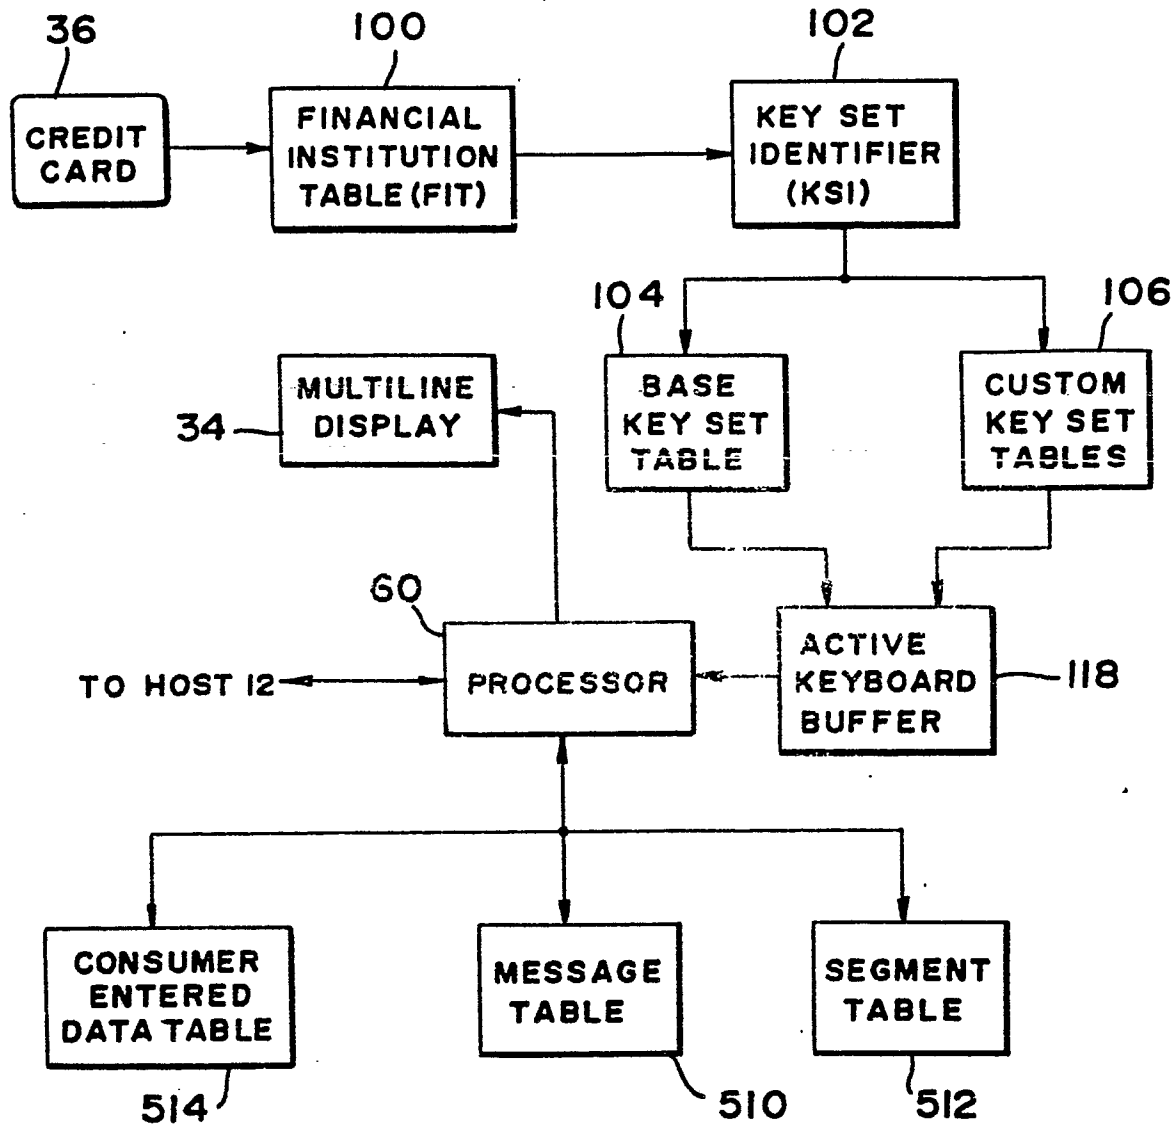 36
100
102
CREDIT
CARD
FINANCIAL
INSTITUTION
TABLE (FIT)
KEY SET
IDENTIFIER
(KSI)
104
106
MULTILINE
DISPLAY
34
BASE
KEY SET
TABLE
CUSTOM
KEY SET
TABLES
60
TO HOST 12
PROCESSOR
ACTIVE
KEYBOARD
BUFFER
118
CONSUMER
ENTERED
DATA TABLE
MESSAGE
TABLE
SEGMENT
TABLE
514
510
512